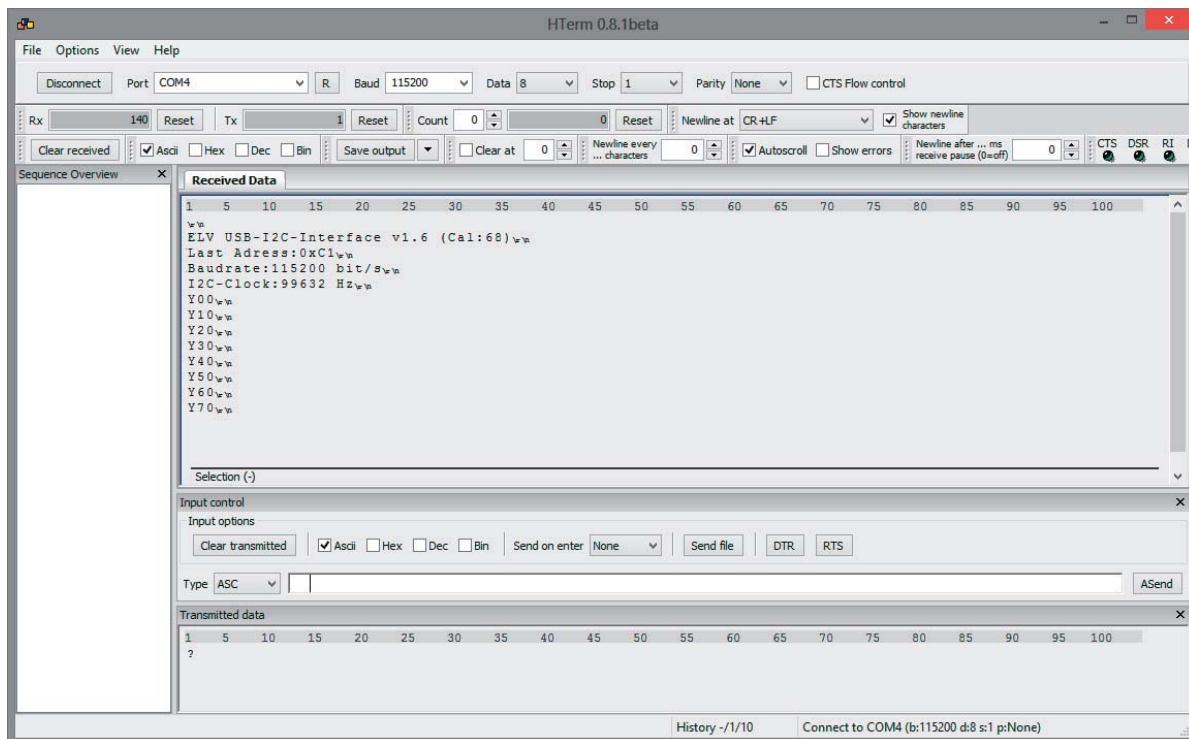 HTerm 0.8.1beta
File Options View Help
Disconnect Port COM4 R Baud 115200 Data 8 Stop 1 Parity None CTS Flow control
Rx 140 Reset Tx 1 Reset Count 0 0 Reset Newline at CR+LF Show newline characters
Clear received Ascii Hex Dec Bin Save output Clear at 0 Newline every ... characters 0 Autoscroll Show errors Newline after ... ms receive pause (0=off) 0 CTS DSR RI
Sequence Overview
Received Data
1 5 10 15 20 25 30 35 40 45 50 55 60 65 70 75 80 85 90 95 100
\r\n
ELV USB-I2C-Interface v1.6 (Cal:68)\r\n
Last Adress:0xC1\r\n
Baudrate:115200 bit/s\r\n
I2C-Clock:99632 Hz\r\n
Y00\r\n
Y10\r\n
Y20\r\n
Y30\r\n
Y40\r\n
Y50\r\n
Y60\r\n
Y70\r\n
Selection (-)
Input control
Input options
Clear transmitted Ascii Hex Dec Bin Send on enter None Send file DTR RTS
Type ASC ASend
Transmitted data
1 5 10 15 20 25 30 35 40 45 50 55 60 65 70 75 80 85 90 95 100
?
History -/1/10 Connect to COM4 (b:115200 d:8 s:1 p:None)